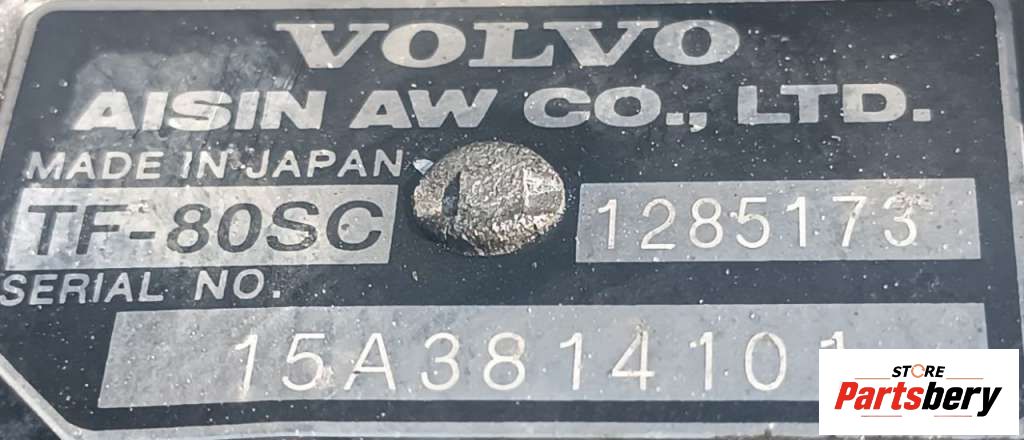 VOLVO
AISIN AW CO., LTD.
MADE IN JAPAN
TF-80SC 1285173
SERIAL NO.
15A3814101
STORE
Partsbery